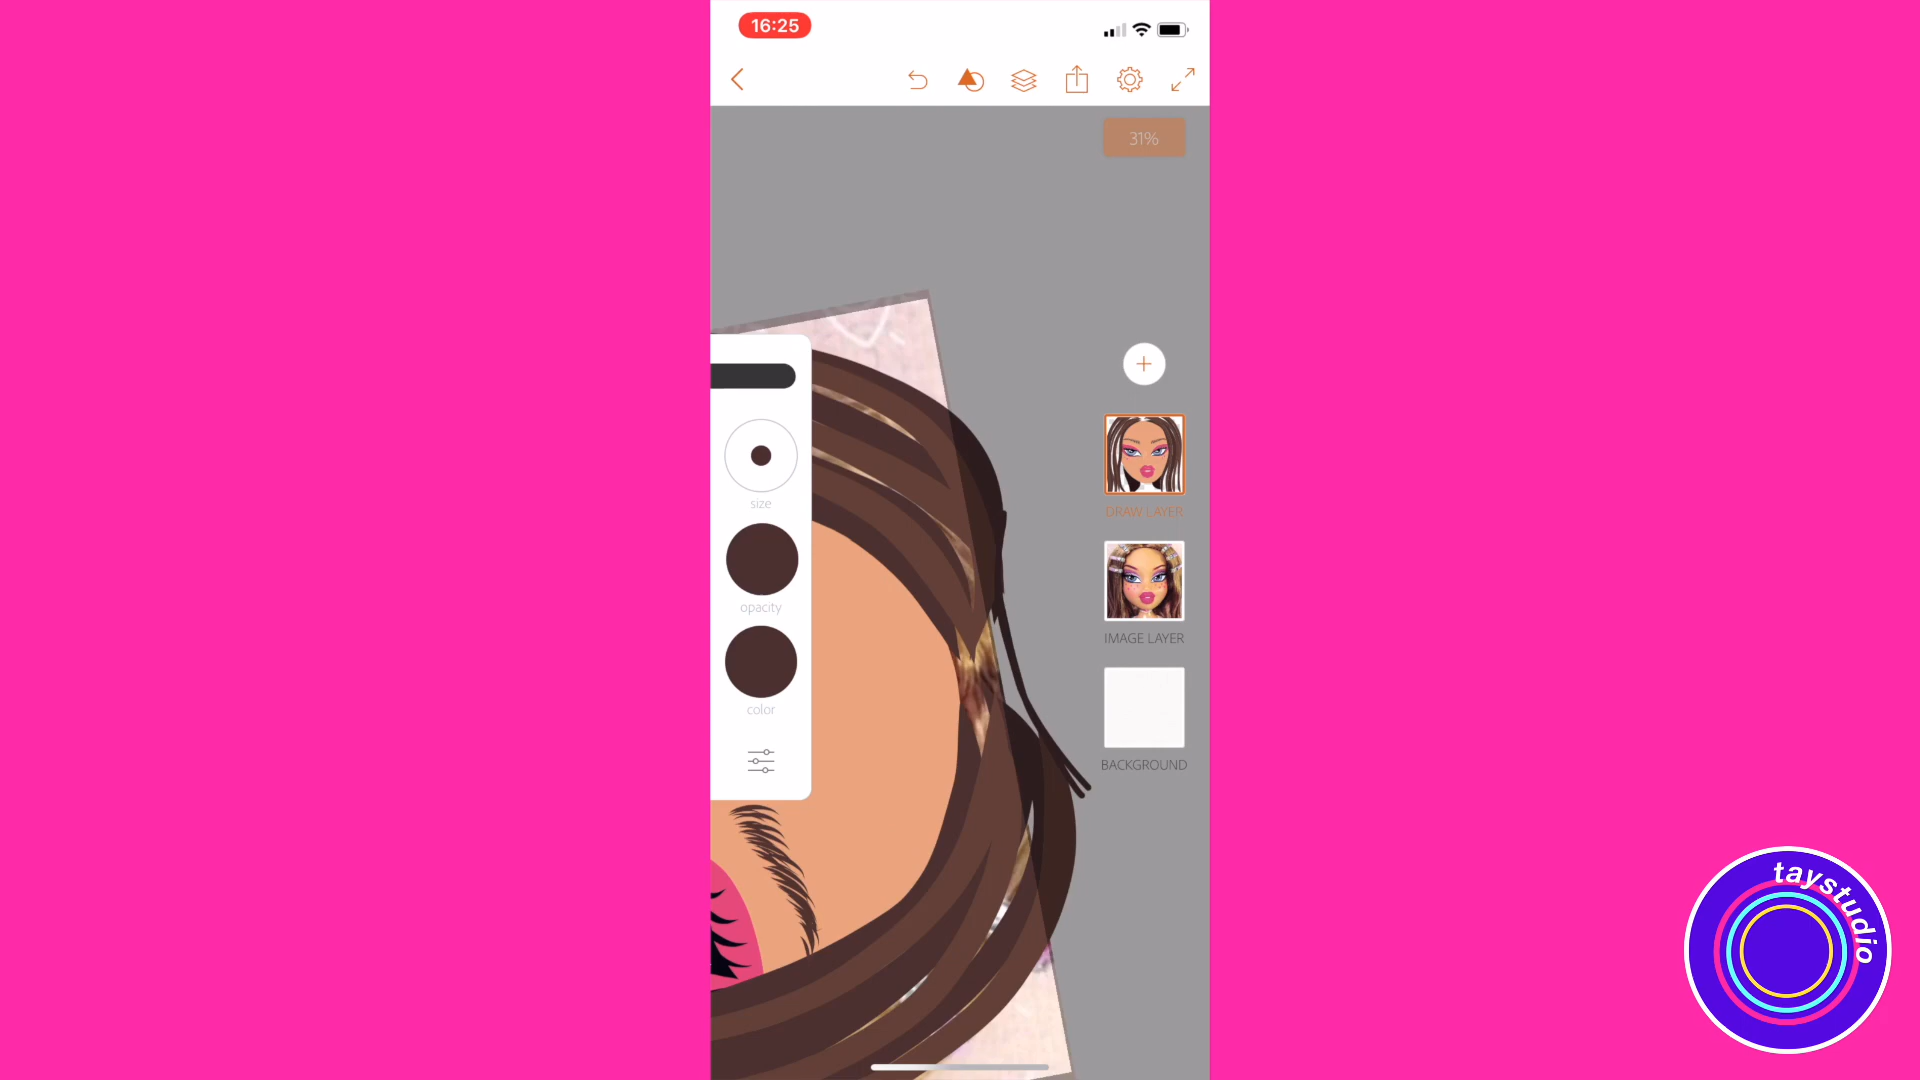 16:25
31%
size
DRAW LAYER
opacity
IMAGE LAYER
color
BACKGROUND
taystudio